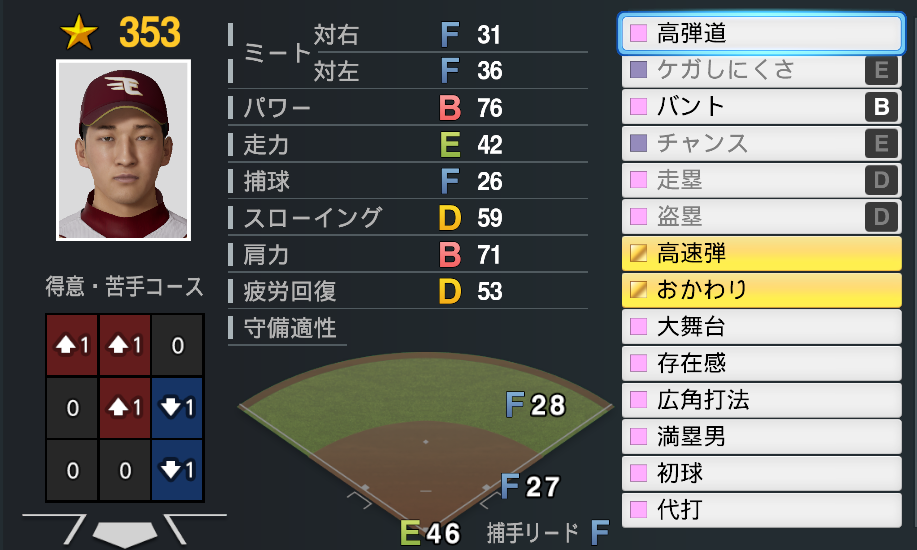 ★ 353
得意・苦手コース
↑1 ↑1 0
0 ↑1 ↓1
0 0 ↓1
ミート 対右 F 31
対左 F 36
パワー B 76
走力 E 42
捕球 F 26
スローイング D 59
肩力 B 71
疲労回復 D 53
守備適性
F 28
F 27
E 46 捕手リード F
高弾道
ケガしにくさ E
バント B
チャンス E
走塁 D
盗塁 D
高速弾
おかわり
大舞台
存在感
広角打法
満塁男
初球
代打